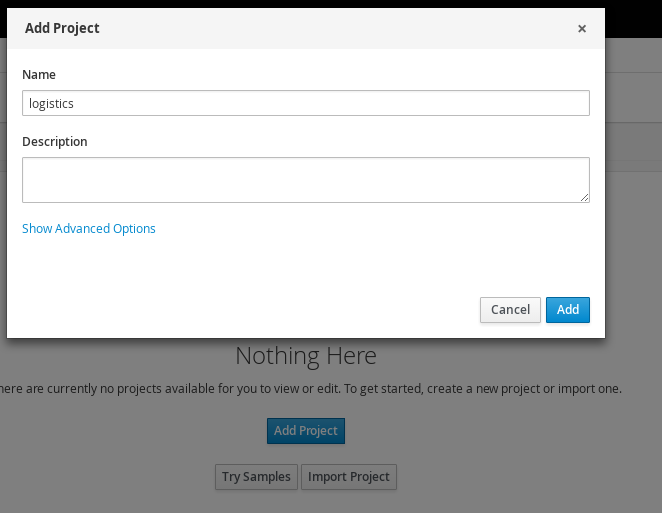 Add Project ×
Name
logistics
Description
Show Advanced Options
Cancel Add
Nothing Here
here are currently no projects available for you to view or edit. To get started, create a new project or import one.
Add Project
Try Samples Import Project